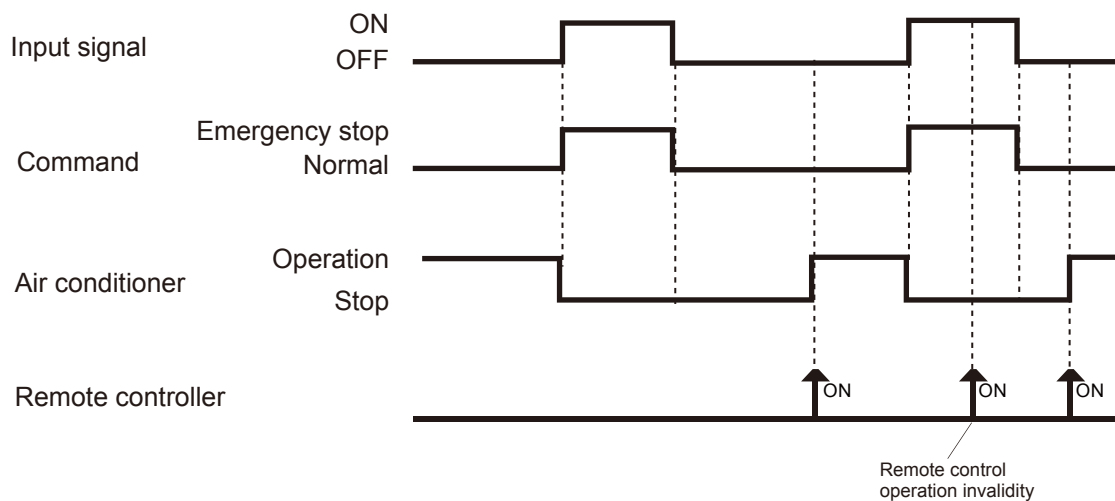 Input signal
ON
OFF
Command
Emergency stop
Normal
Air conditioner
Operation
Stop
Remote controller
ON
ON
ON
Remote control
operation invalidity